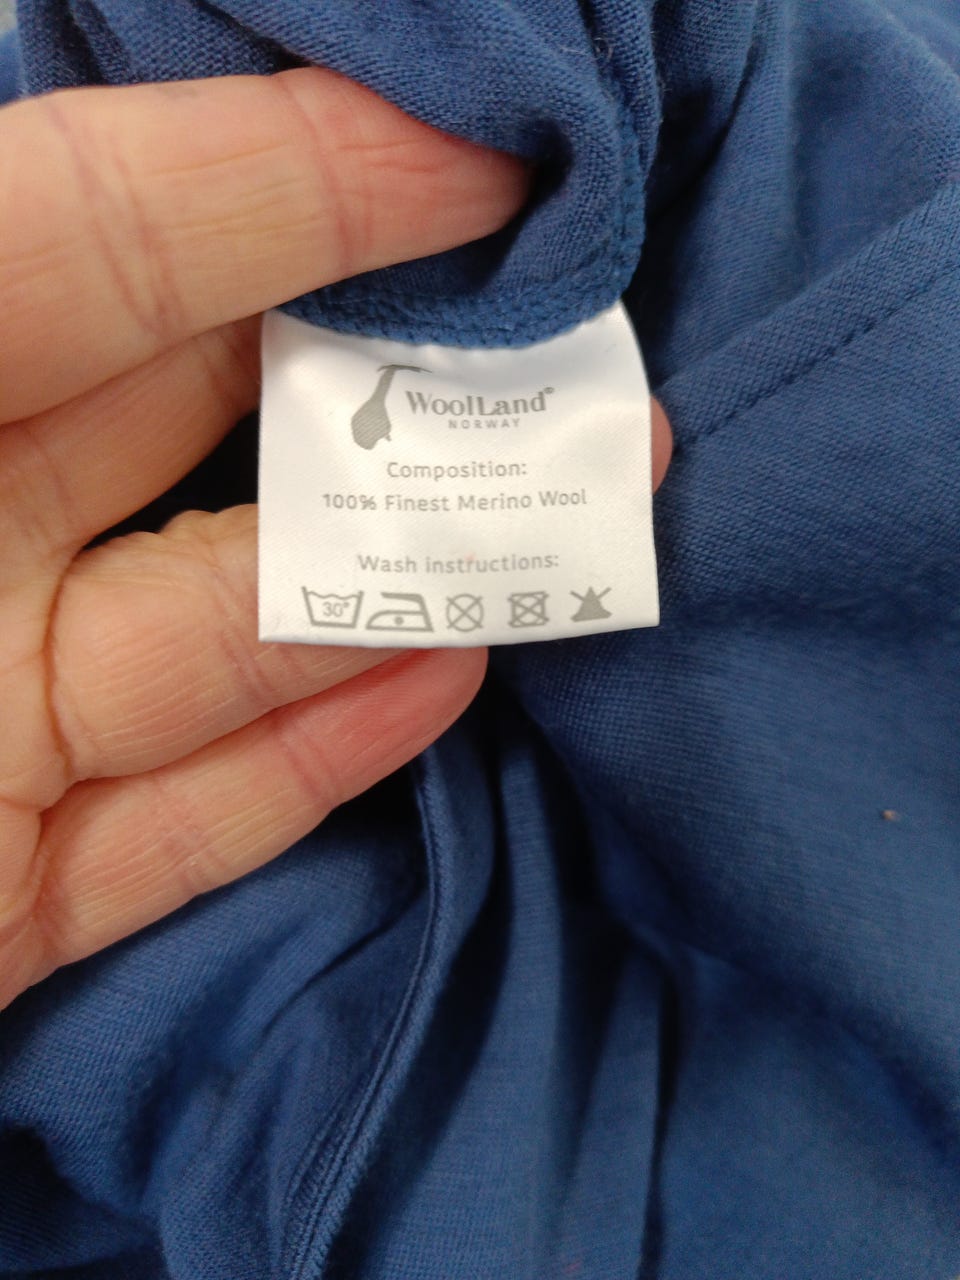 WoolLand®
NORWAY
Composition:
100% Finest Merino Wool
Wash instructions:
30°